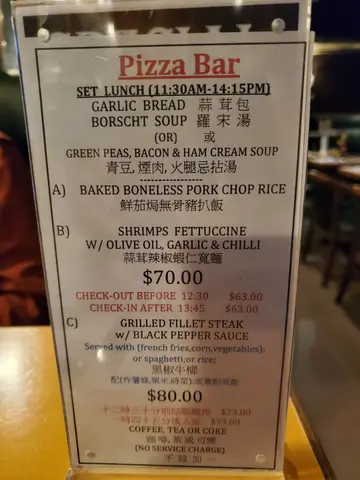 Pizza Bar
SET LUNCH (11:30AM-14:15PM)
GARLIC BREAD 蒜茸包
BORSCHT SOUP 羅宋湯
(OR) 或
GREEN PEAS, BACON & HAM CREAM SOUP
青豆,煙肉,火腿忌拈湯
A) BAKED BONELESS PORK CHOP RICE
鮮茄焗無骨豬扒飯
B) SHRIMPS FETTUCCINE
W/ OLIVE OIL, GARLIC & CHILLI
蒜茸辣椒蝦仁寬麵
$70.00
CHECK-OUT BEFORE 12:30 $63.00
CHECK-IN AFTER 13:45 $63.00
C) GRILLED FILLET STEAK
w/ BLACK PEPPER SAUCE
Served with (french fries,corn,vegetables);
or spaghetti;or rice;
黑椒牛柳
$80.00
$73.00
$73.00
COFFEE, TEA OR COKE
咖啡,茶或可樂
(NO SERVICE CHARGE)
不設加一